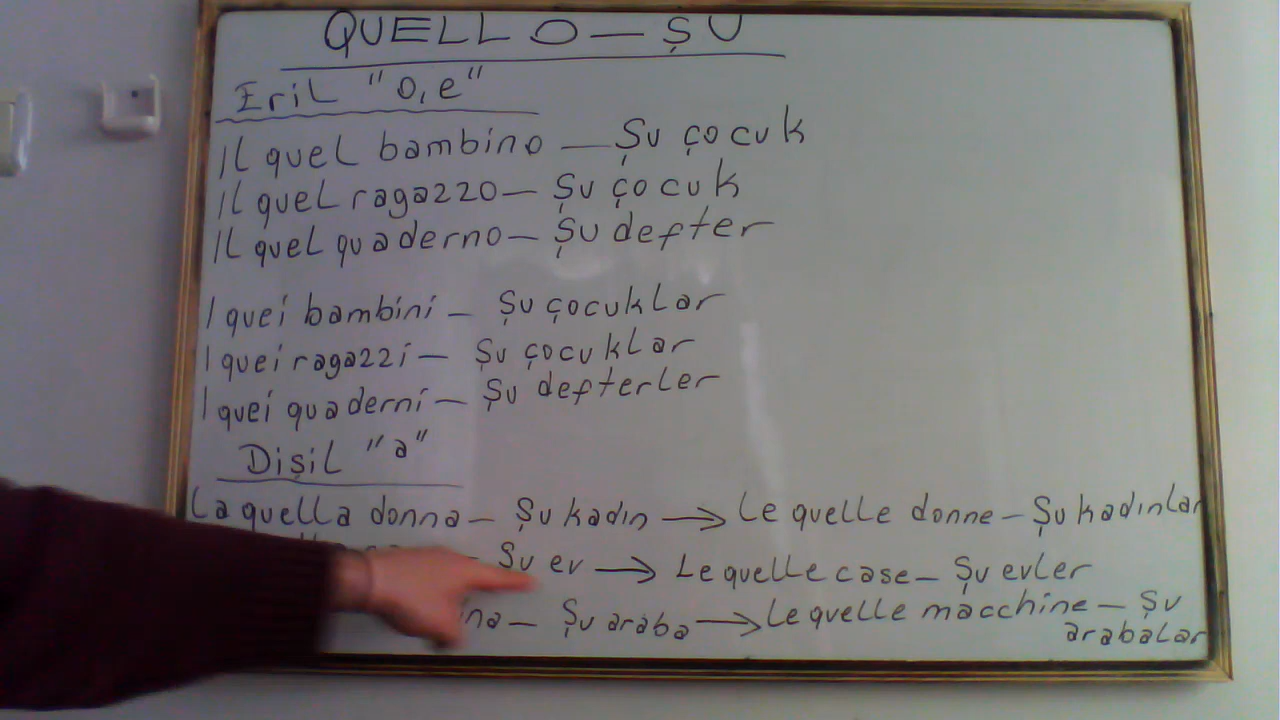 QUELLO — ŞU
Eril "o, e"
Il quel bambino — Şu çocuk
Il quel ragazzo — Şu çocuk
Il quel quaderno — Şu defter
I quei bambini — Şu çocuklar
I quei ragazzi — Şu çocuklar
I quei quaderni — Şu defterler
Dişil "a"
La quella donna — Şu kadın → Le quelle donne — Şu kadınlar
— Şu ev → Le quelle case — Şu evler
— Şu araba → Le quelle macchine — Şu
arabalar